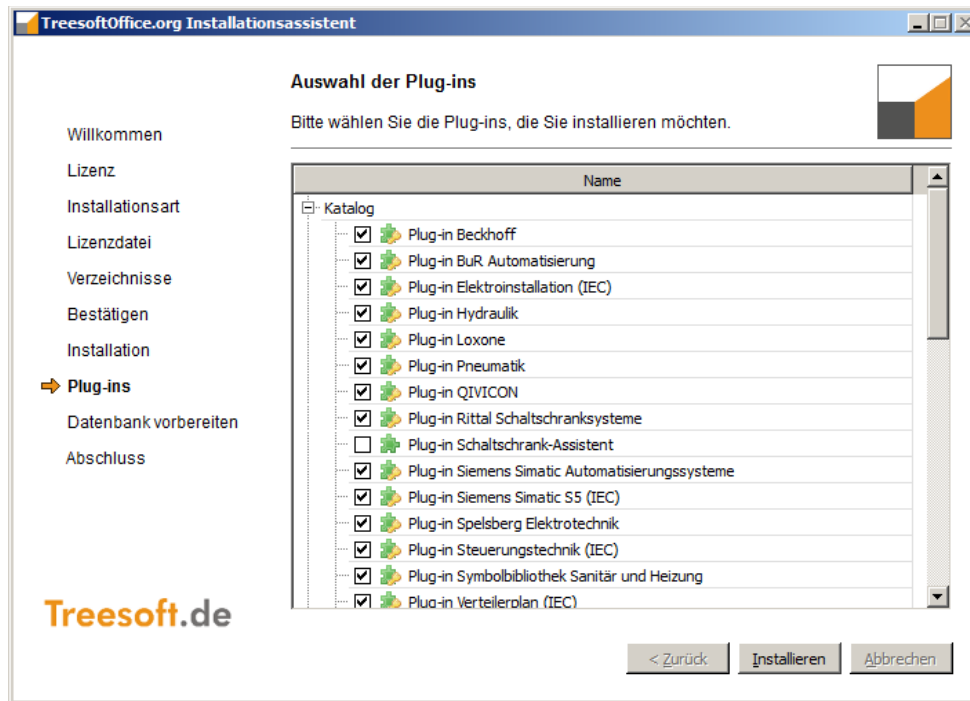 TreesoftOffice.org Installationsassistent
Auswahl der Plug-ins
Bitte wählen Sie die Plug-ins, die Sie installieren möchten.
Willkommen
Lizenz
Installationsart
Lizenzdatei
Verzeichnisse
Bestätigen
Installation
Plug-ins
Datenbank vorbereiten
Abschluss
Name
Katalog
Plug-in Beckhoff
Plug-in BuR Automatisierung
Plug-in Elektroinstallation (IEC)
Plug-in Hydraulik
Plug-in Loxone
Plug-in Pneumatik
Plug-in QIVICON
Plug-in Rittal Schaltschranksysteme
Plug-in Schaltschrank-Assistent
Plug-in Siemens Simatic Automatisierungssysteme
Plug-in Siemens Simatic S5 (IEC)
Plug-in Spelsberg Elektrotechnik
Plug-in Steuerungstechnik (IEC)
Plug-in Symbolbibliothek Sanitär und Heizung
Plug-in Verteilerplan (IEC)
Treesoft.de
< Zurück
Installieren
Abbrechen